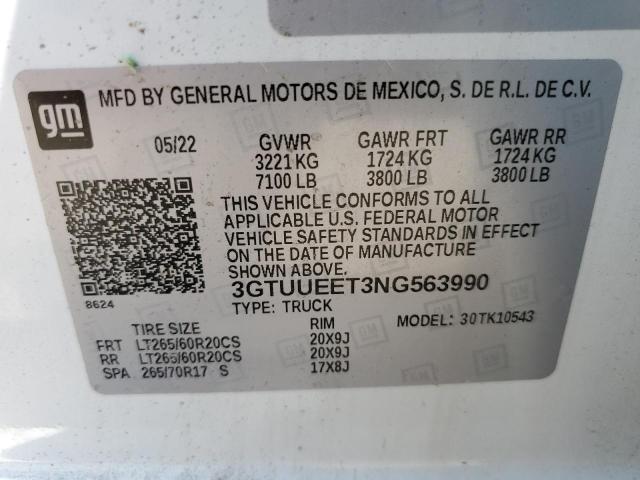 gm
MFD BY GENERAL MOTORS DE MEXICO, S. DE R.L. DE C.V.
05/22 GVWR GAWR FRT GAWR RR
3221 KG 1724 KG 1724 KG
7100 LB 3800 LB 3800 LB
THIS VEHICLE CONFORMS TO ALL
APPLICABLE U.S. FEDERAL MOTOR
VEHICLE SAFETY STANDARDS IN EFFECT
ON THE DATE OF MANUFACTURE
SHOWN ABOVE.
8624
3GTUUEET3NG563990
TYPE: TRUCK
TIRE SIZE RIM MODEL: 30TK10543
FRT LT265/60R20CS 20X9J
RR LT265/60R20CS 20X9J
SPA 265/70R17 S 17X8J